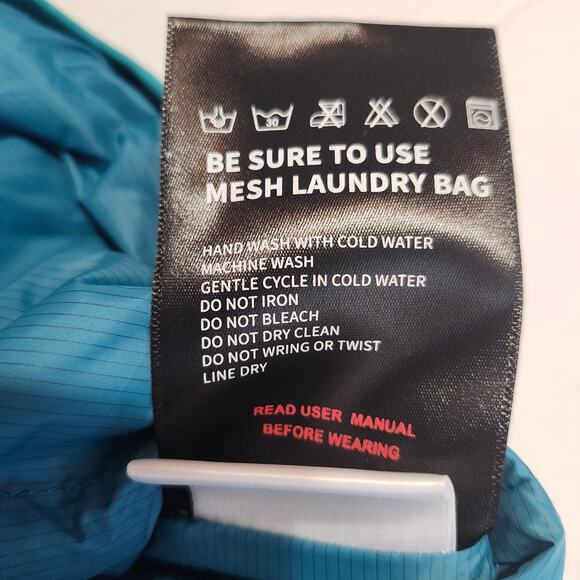 30
BE SURE TO USE
MESH LAUNDRY BAG
HAND WASH WITH COLD WATER
MACHINE WASH
GENTLE CYCLE IN COLD WATER
DO NOT IRON
DO NOT BLEACH
DO NOT DRY CLEAN
DO NOT WRING OR TWIST
LINE DRY
READ USER MANUAL
BEFORE WEARING